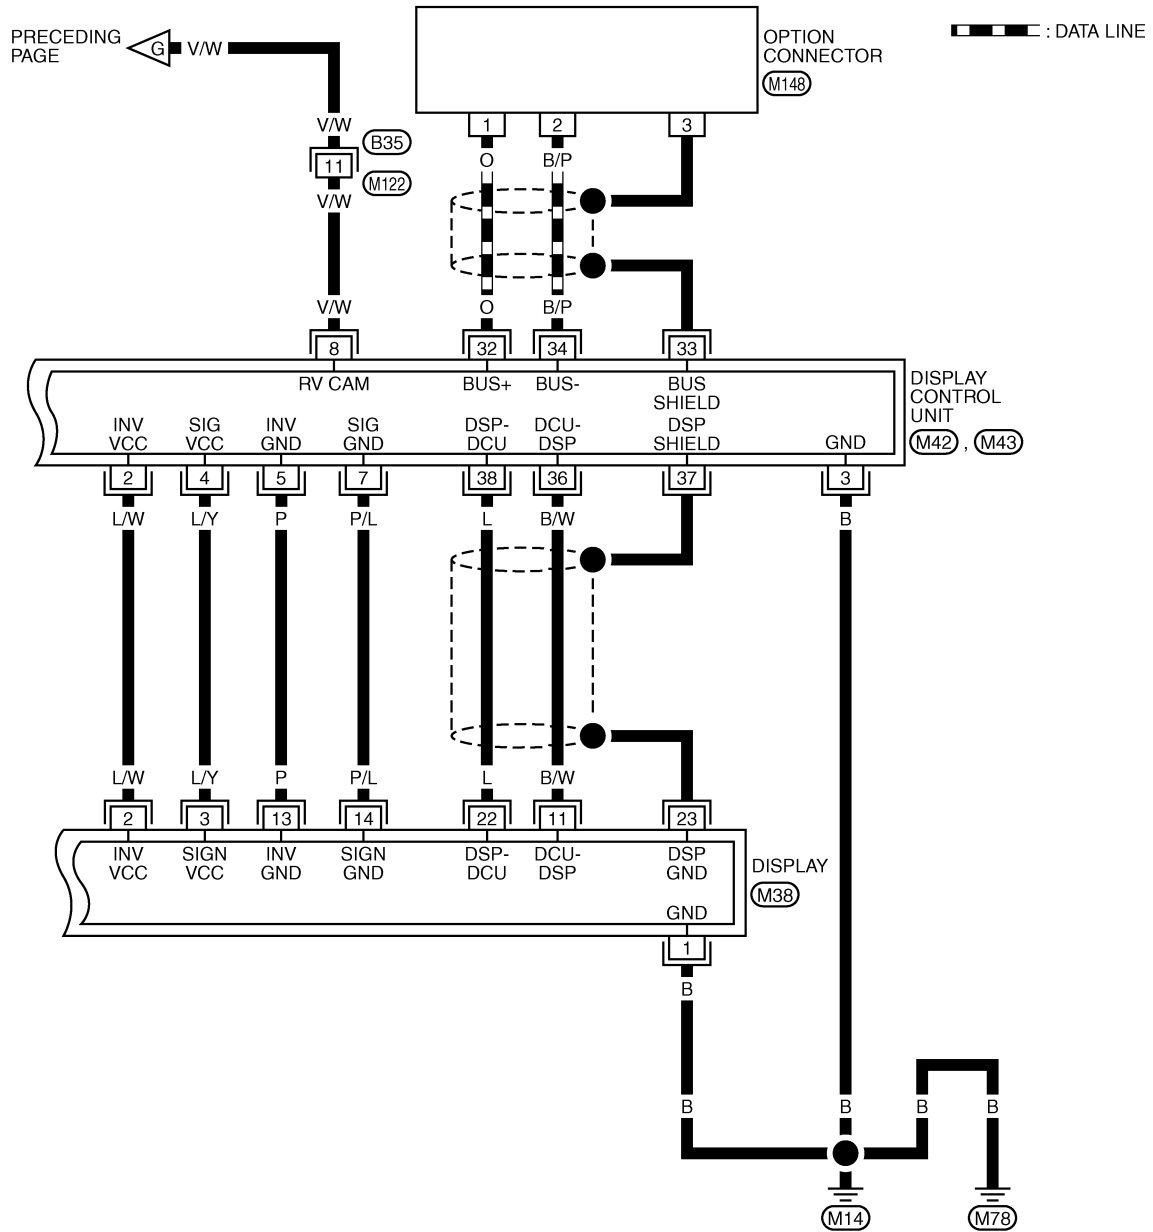 PRECEDING
PAGE
G
V/W
OPTION
CONNECTOR
M148
: DATA LINE
1 2 3
V/W
B35
11
M122
V/W
O B/P
V/W O B/P
8 32 34 33
RV CAM BUS+ BUS- BUS
SHIELD
INV
VCC
SIG
VCC
INV
GND
SIG
GND
DSP-
DCU
DCU-
DSP
DSP
SHIELD
GND
DISPLAY
CONTROL
UNIT
M42 , M43
2 4 5 7 38 36 37 3
L/W L/Y P P/L L B/W B
L/W L/Y P P/L L B/W
2 3 13 14 22 11 23
INV
VCC
SIGN
VCC
INV
GND
SIGN
GND
DSP-
DCU
DCU-
DSP
DSP
GND
DISPLAY
M38
GND
1
B
B B B B
M14 M78